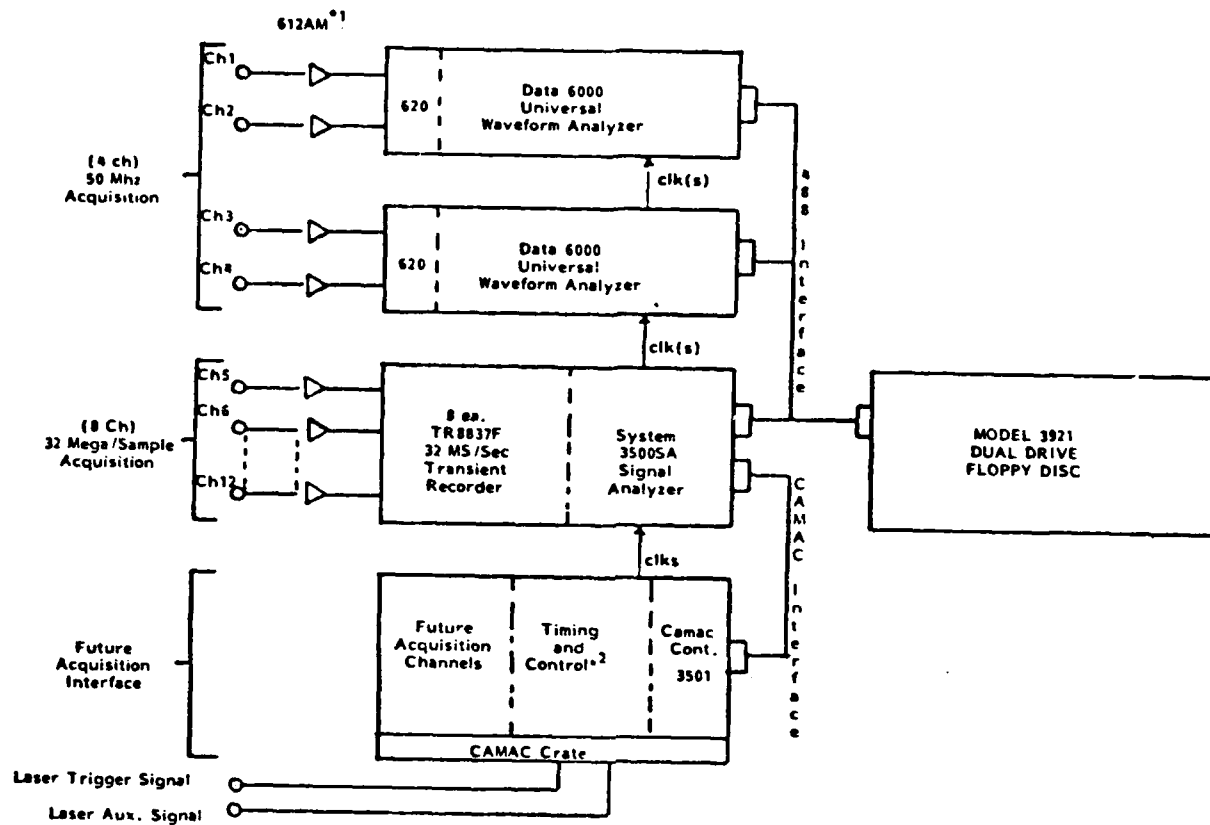 612AM*1
Ch1
Ch2
(4 ch)
50 Mhz
Acquisition
620
Data 6000
Universal
Waveform Analyzer
clk(s)
488 Interface
Ch3
Ch4
620
Data 6000
Universal
Waveform Analyzer
clk(s)
Ch5
Ch6
Ch12
(8 Ch)
32 Mega/Sample
Acquisition
8 ea.
TR8837F
32 MS/Sec
Transient
Recorder
System
3500SA
Signal
Analyzer
MODEL 3921
DUAL DRIVE
FLOPPY DISC
clks
CAMAC Interface
Future
Acquisition
Interface
Future
Acquisition
Channels
Timing
and
Control*2
Camac
Cont.
3501
CAMAC Crate
Laser Trigger Signal
Laser Aux. Signal